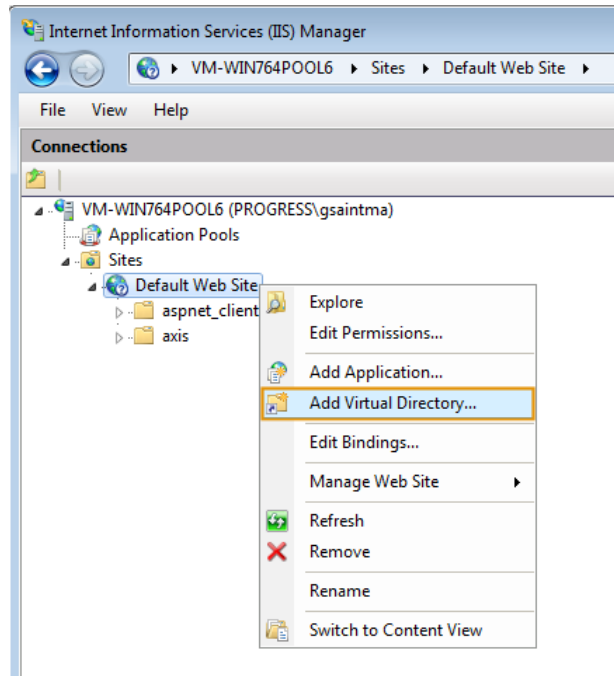 Internet Information Services (IIS) Manager
VM-WIN764POOL6 Sites Default Web Site
File View Help
Connections
VM-WIN764POOL6 (PROGRESS\gsaintma)
Application Pools
Sites
Default Web Site
aspnet_client
axis
Explore
Edit Permissions...
Add Application...
Add Virtual Directory...
Edit Bindings...
Manage Web Site
Refresh
Remove
Rename
Switch to Content View